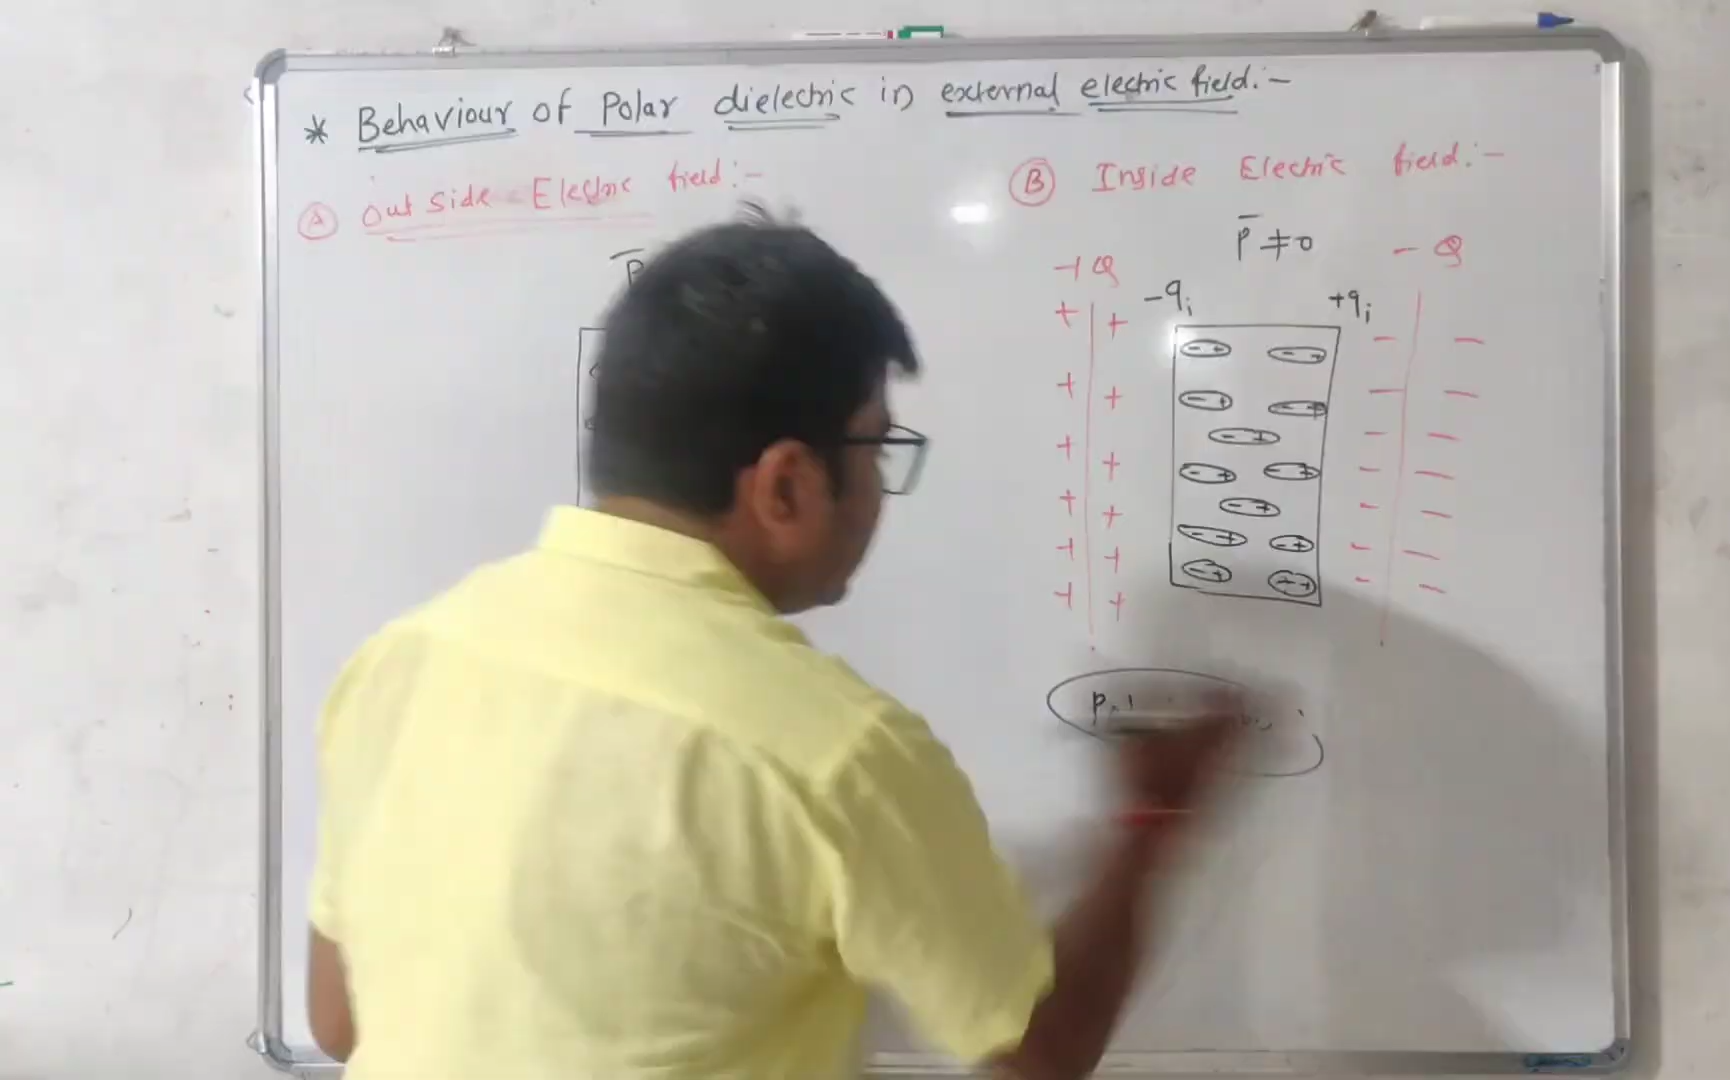 * Behaviour of Polar dielectric in external electric field:-
A Out Side Electric field:-
P
B Inside Electric field:-
P ≠ 0
+Q
- Q
-qi
+qi